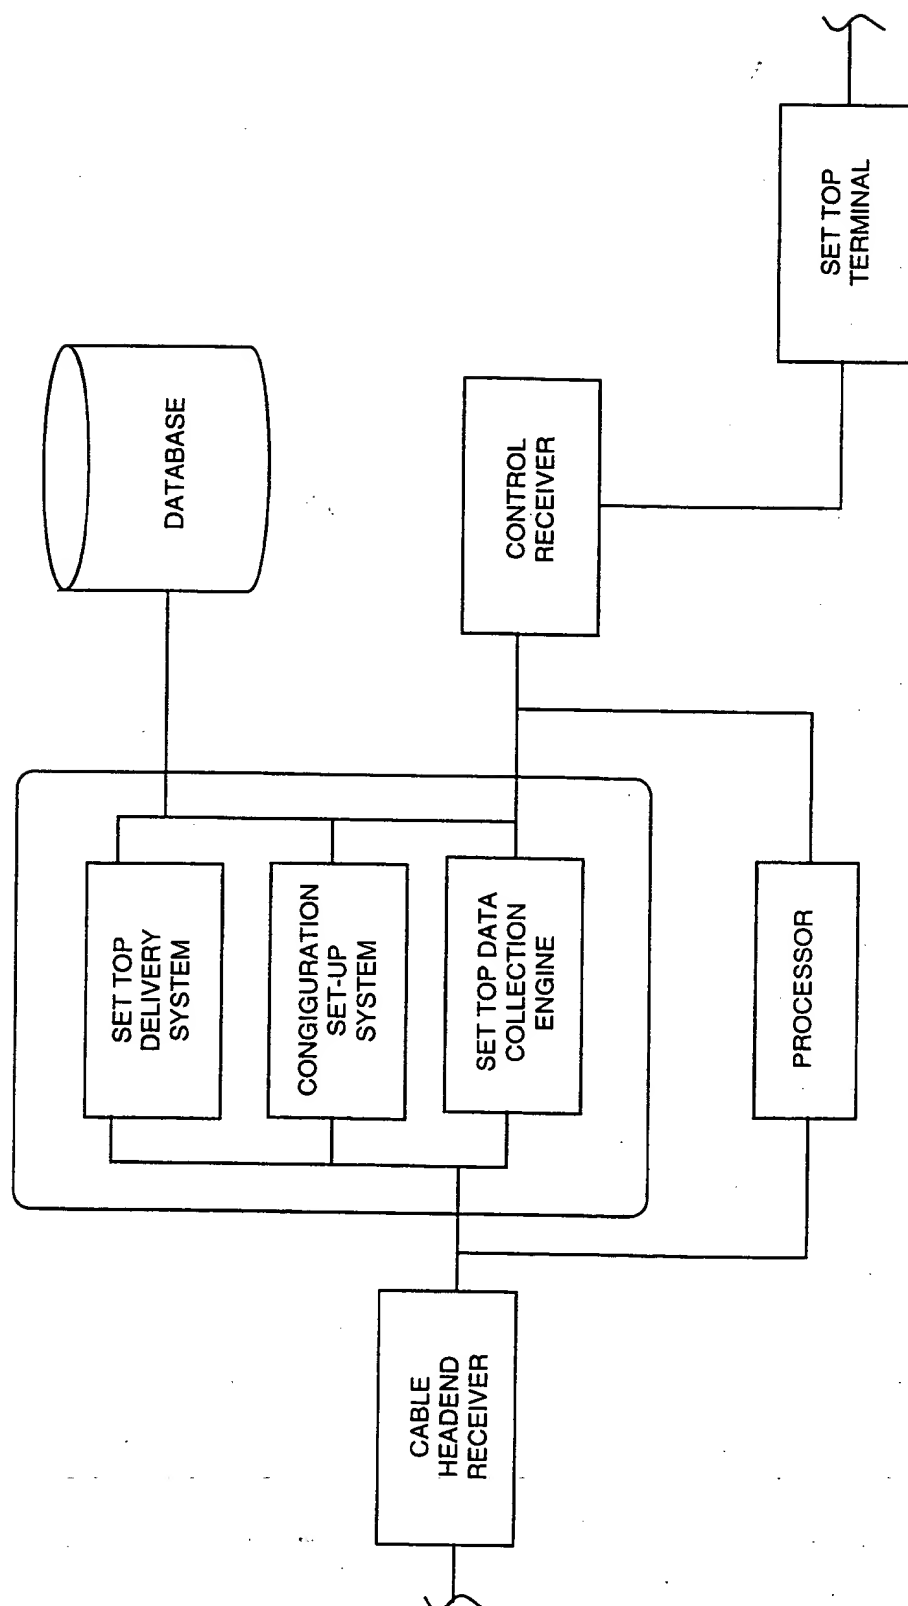 CABLE
HEADEND
RECEIVER
SET TOP
DELIVERY
SYSTEM
CONGIGURATION
SET-UP
SYSTEM
SET TOP DATA
COLLECTION
ENGINE
PROCESSOR
DATABASE
CONTROL
RECEIVER
SET TOP
TERMINAL